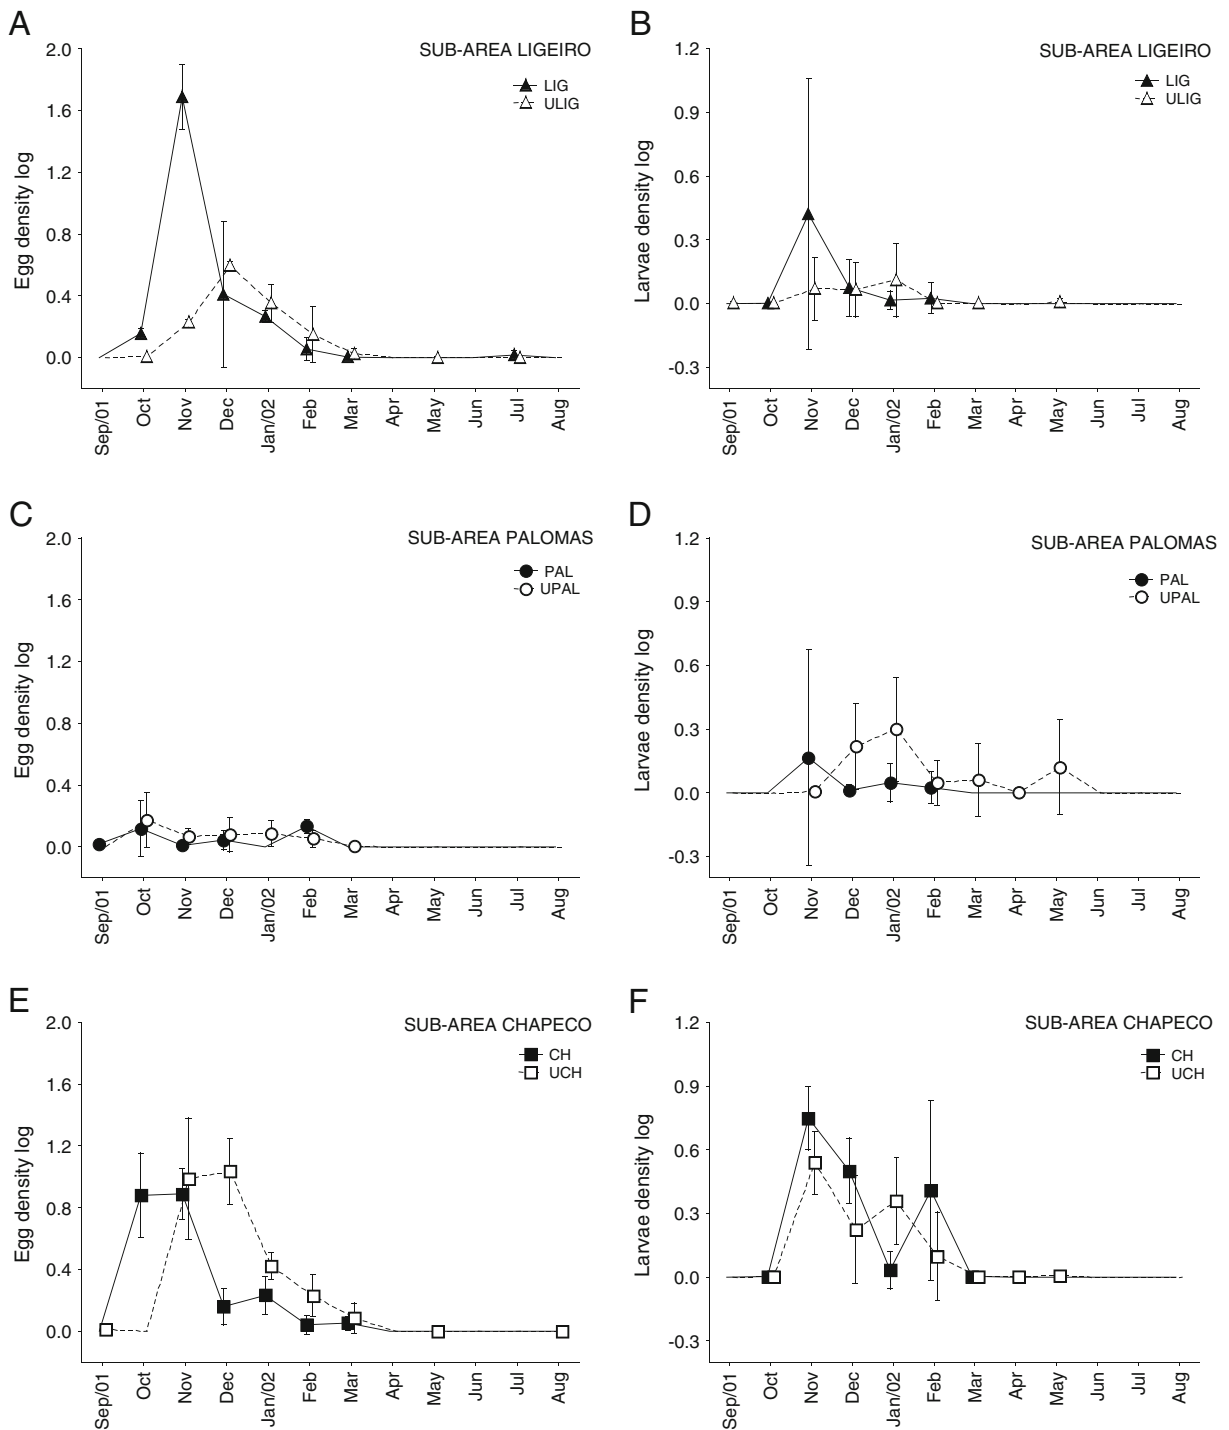 A
SUB-AREA LIGEIRO
LIG
ULIG
Egg density log
2.0
1.6
1.2
0.8
0.4
0.0
Sep/01 Oct Nov Dec Jan/02 Feb Mar Apr May Jun Jul Aug
B
SUB-AREA LIGEIRO
LIG
ULIG
Larvae density log
1.2
0.9
0.6
0.3
0.0
-0.3
Sep/01 Oct Nov Dec Jan/02 Feb Mar Apr May Jun Jul Aug
C
SUB-AREA PALOMAS
PAL
UPAL
Egg density log
2.0
1.6
1.2
0.8
0.4
0.0
Sep/01 Oct Nov Dec Jan/02 Feb Mar Apr May Jun Jul Aug
D
SUB-AREA PALOMAS
PAL
UPAL
Larvae density log
1.2
0.9
0.6
0.3
0.0
-0.3
Sep/01 Oct Nov Dec Jan/02 Feb Mar Apr May Jun Jul Aug
E
SUB-AREA CHAPECO
CH
UCH
Egg density log
2.0
1.6
1.2
0.8
0.4
0.0
Sep/01 Oct Nov Dec Jan/02 Feb Mar Apr May Jun Jul Aug
F
SUB-AREA CHAPECO
CH
UCH
Larvae density log
1.2
0.9
0.6
0.3
0.0
-0.3
Sep/01 Oct Nov Dec Jan/02 Feb Mar Apr May Jun Jul Aug